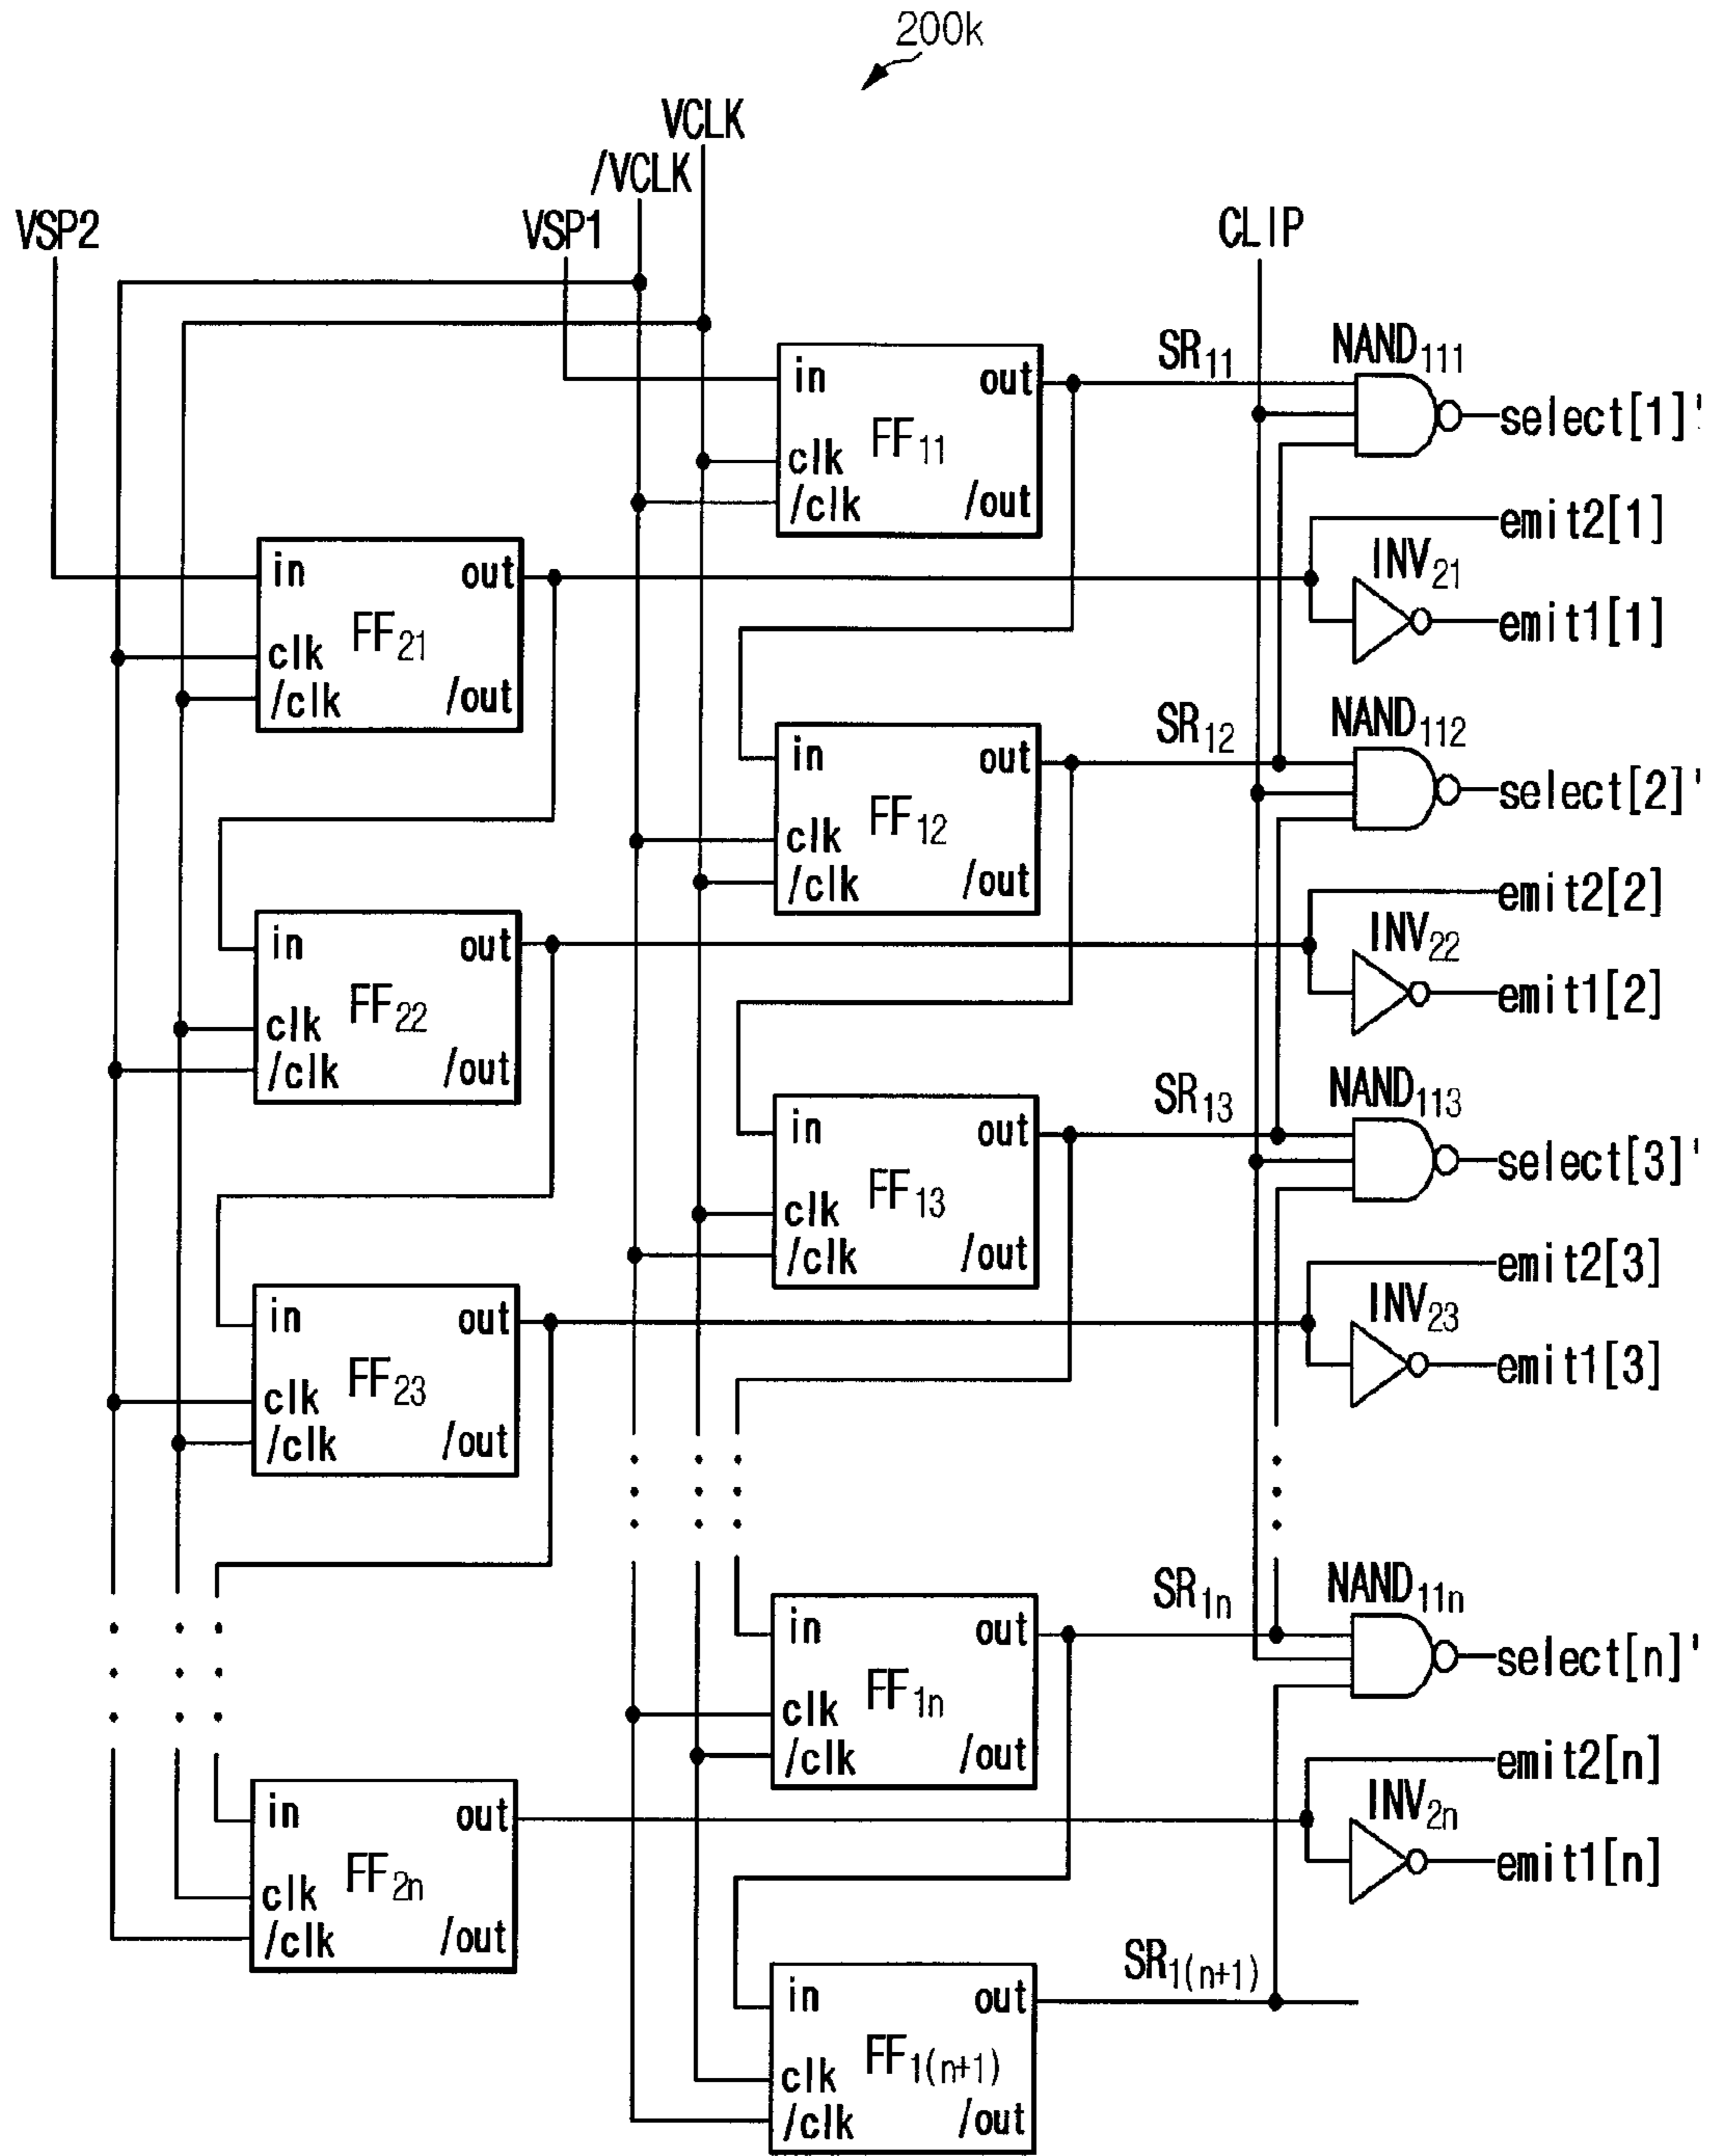 200k
VCLK
/VCLK
VSP2
VSP1
CLIP
in out
FF11
clk
/clk /out
SR11
NAND111
select[1]'
emit2[1]
INV21
emit1[1]
in out
FF21
clk
/clk /out
in out
FF12
clk
/clk /out
SR12
NAND112
select[2]'
emit2[2]
INV22
emit1[2]
in out
FF22
clk
/clk /out
in out
FF13
clk
/clk /out
SR13
NAND113
select[3]'
emit2[3]
INV23
emit1[3]
in out
FF23
clk
/clk /out
in out
FF1n
clk
/clk /out
SR1n
NAND11n
select[n]'
emit2[n]
INV2n
emit1[n]
in out
FF2n
clk
/clk /out
in out
FF1(n+1)
clk
/clk /out
SR1(n+1)